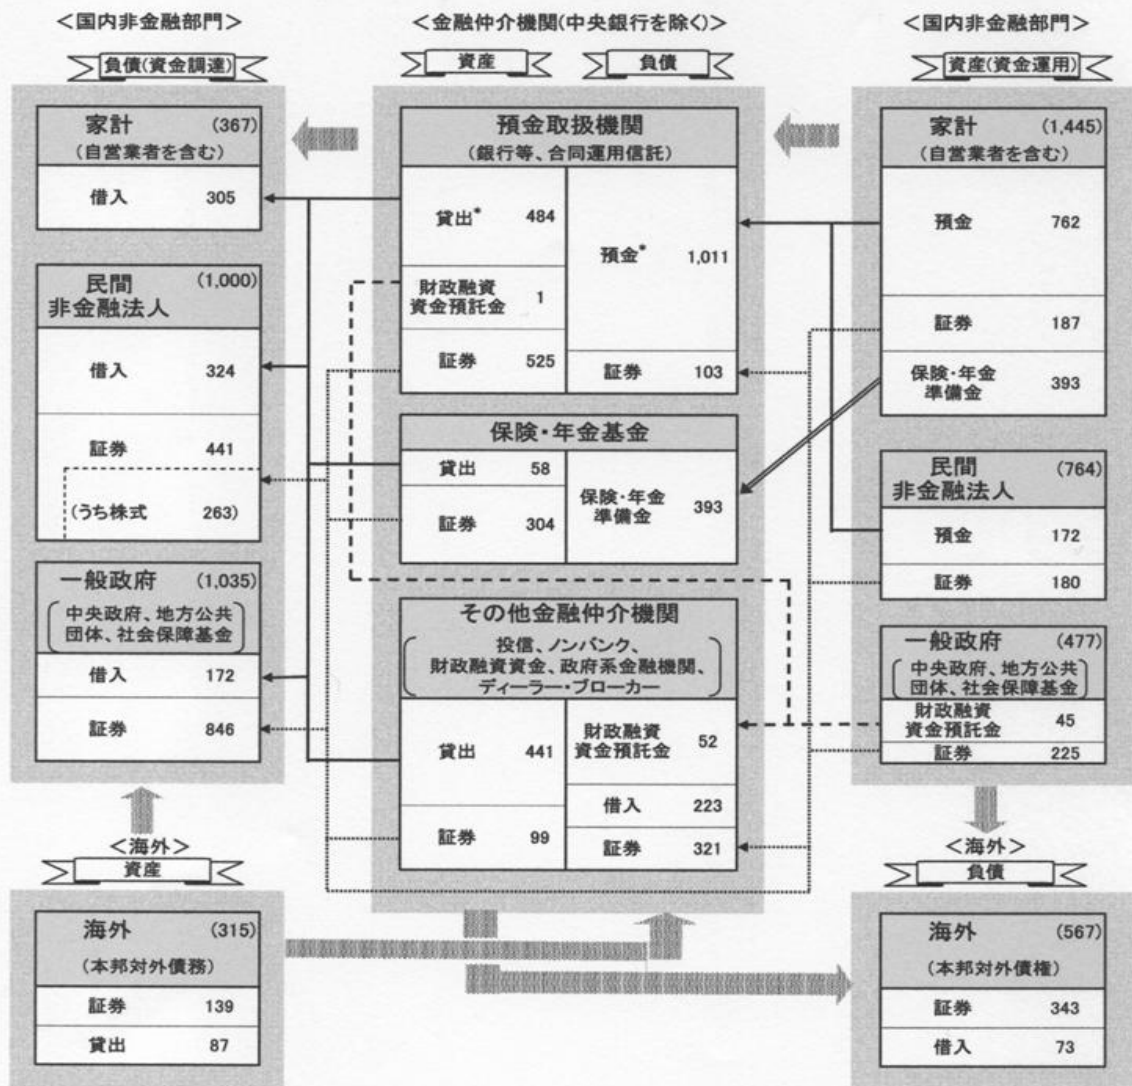 <国内非金融部門>
負債(資金調達)
家計 (367)
(自営業者を含む)
借入 305
民間 (1,000)
非金融法人
借入 324
証券 441
(うち株式 263)
一般政府 (1,035)
中央政府、地方公共
団体、社会保障基金
借入 172
証券 846
<海外>
資産
海外 (315)
(本邦対外債務)
証券 139
貸出 87
<金融仲介機関(中央銀行を除く)>
資産 負債
預金取扱機関
(銀行等、合同運用信託)
貸出* 484
財政融資
資金預託金 1
証券 525
預金* 1,011
証券 103
保険・年金基金
貸出 58
証券 304
保険・年金
準備金 393
その他金融仲介機関
投信、ノンバンク、
財政融資資金、政府系金融機関、
ディーラー・ブローカー
貸出 441
証券 99
財政融資
資金預託金 52
借入 223
証券 321
<国内非金融部門>
資産(資金運用)
家計 (1,445)
(自営業者を含む)
預金 762
証券 187
保険・年金
準備金 393
民間 (764)
非金融法人
預金 172
証券 180
一般政府 (477)
中央政府、地方公共
団体、社会保障基金
財政融資
資金預託金 45
証券 225
<海外>
負債
海外 (567)
(本邦対外債権)
証券 343
借入 73